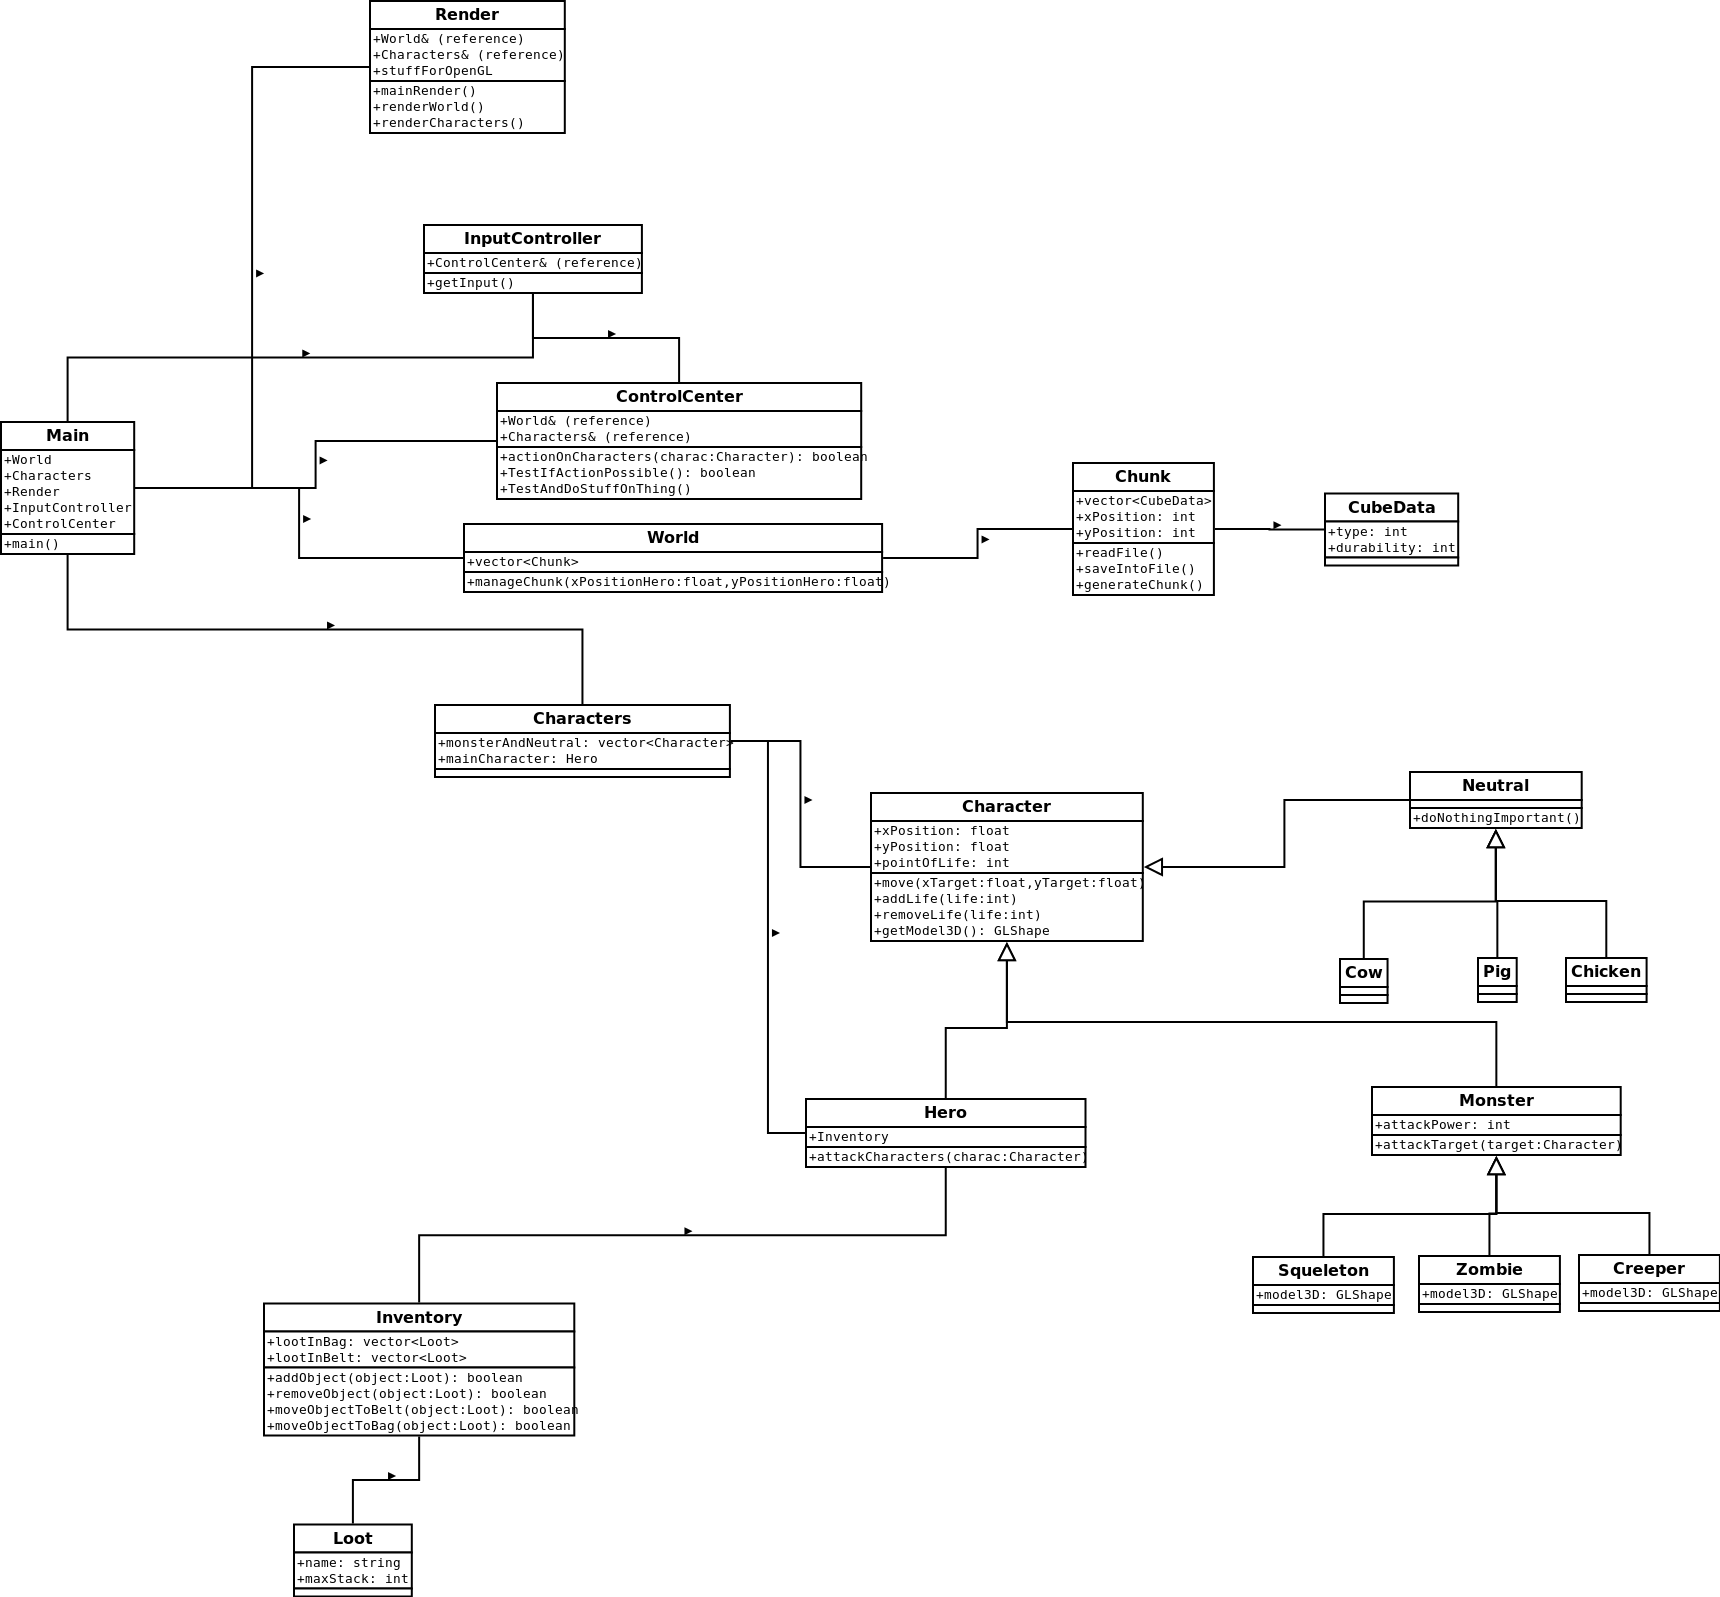 Render
+World& (reference)
+Characters& (reference)
+stuffForOpenGL
+mainRender()
+renderWorld()
+renderCharacters()
InputController
+ControlCenter& (reference)
+getInput()
ControlCenter
+World& (reference)
+Characters& (reference)
+actionOnCharacters(charac:Character): boolean
+TestIfActionPossible(): boolean
+TestAndDoStuffOnThing()
Main
+World
+Characters
+Render
+InputController
+ControlCenter
+main()
World
+vector<Chunk>
+manageChunk(xPositionHero:float,yPositionHero:float)
Chunk
+vector<CubeData>
+xPosition: int
+yPosition: int
+readFile()
+saveIntoFile()
+generateChunk()
CubeData
+type: int
+durability: int
Characters
+monsterAndNeutral: vector<Character>
+mainCharacter: Hero
Character
+xPosition: float
+yPosition: float
+pointOfLife: int
+move(xTarget:float,yTarget:float)
+addLife(life:int)
+removeLife(life:int)
+getModel3D(): GLShape
Neutral
+doNothingImportant()
Cow
Pig
Chicken
Hero
+Inventory
+attackCharacters(charac:Character)
Monster
+attackPower: int
+attackTarget(target:Character)
Squeleton
+model3D: GLShape
Zombie
+model3D: GLShape
Creeper
+model3D: GLShape
Inventory
+lootInBag: vector<Loot>
+lootInBelt: vector<Loot>
+addObject(object:Loot): boolean
+removeObject(object:Loot): boolean
+moveObjectToBelt(object:Loot): boolean
+moveObjectToBag(object:Loot): boolean
Loot
+name: string
+maxStack: int